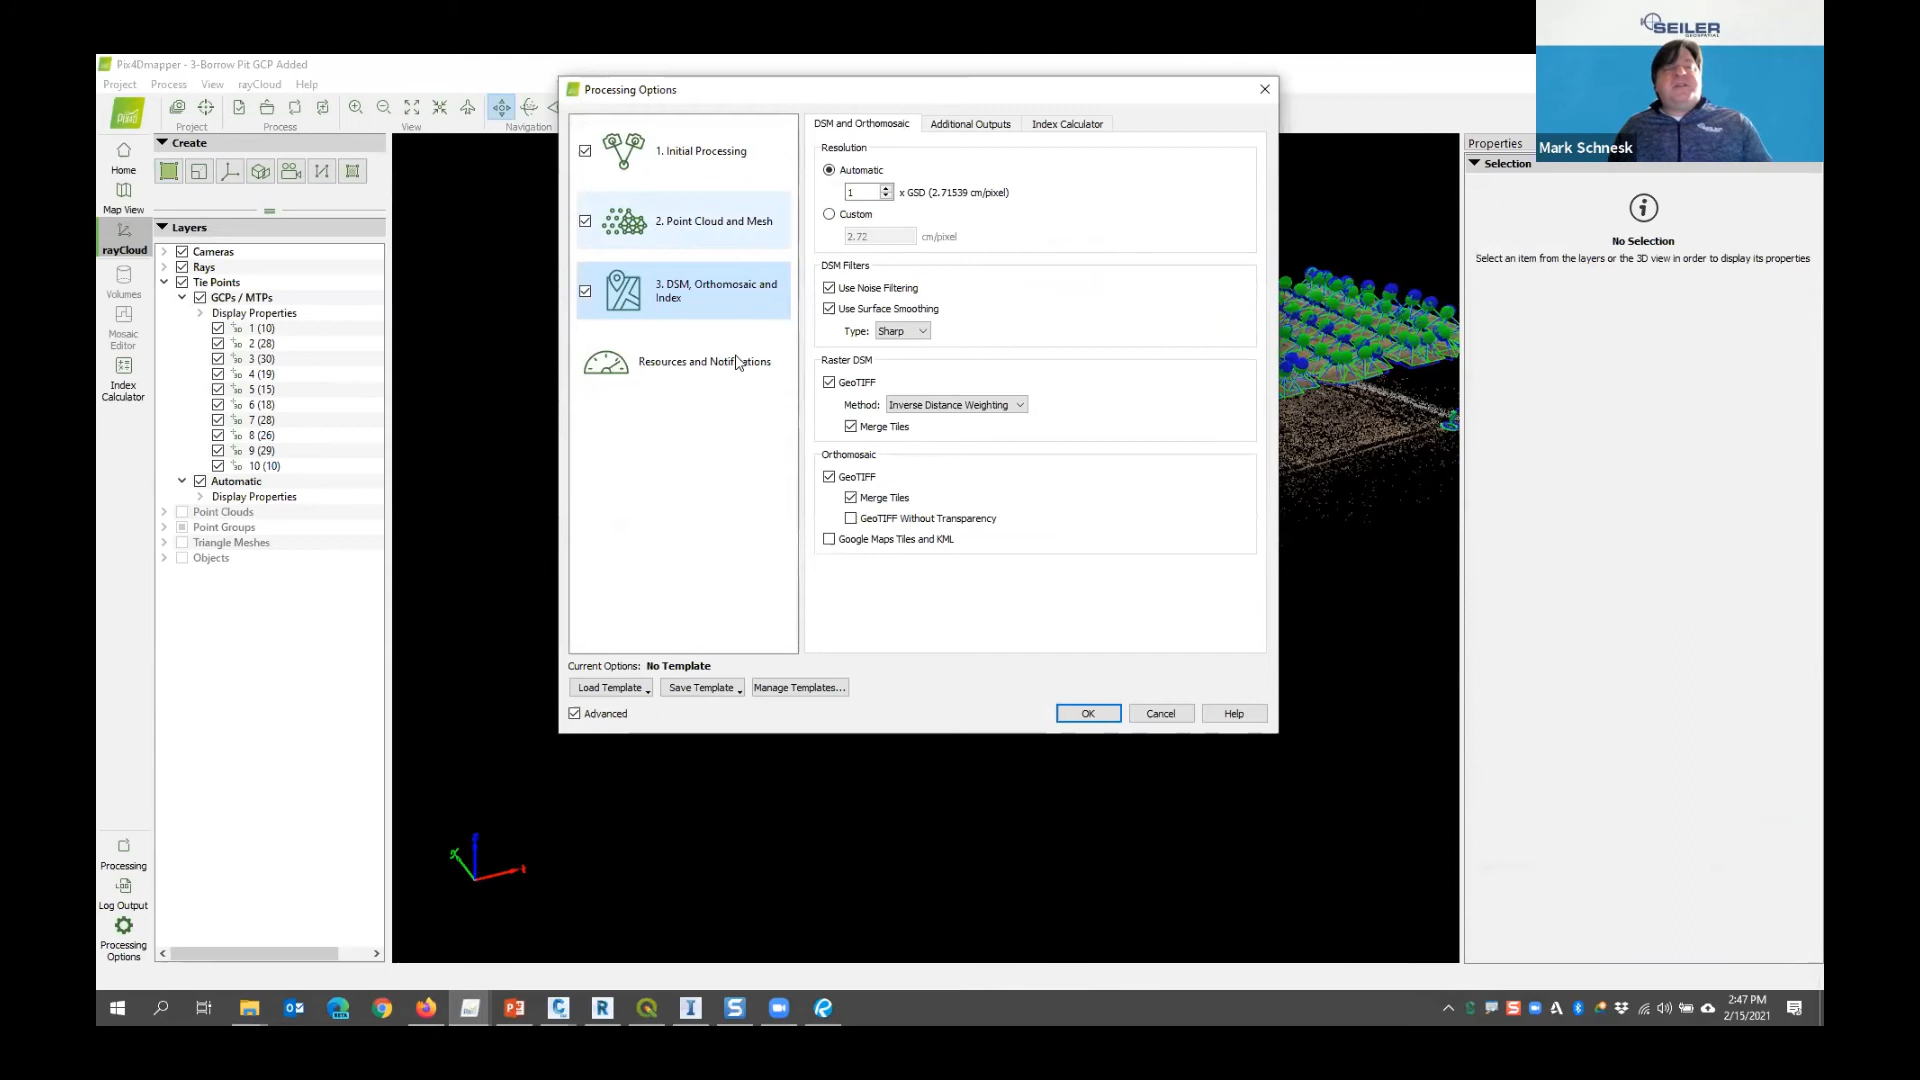 SEILER
GEOSPATIAL
Mark Schnesk
Pix4Dmapper - 3-Borrow Pit GCP Added
Project Process View rayCloud Help
Project Process View Navigation
Home
Map View
rayCloud
Volumes
Mosaic
Editor
Index
Calculator
Processing
Log Output
Processing
Options
Create
Layers
Cameras
Rays
Tie Points
GCPs / MTPs
Display Properties
1 (10)
2 (28)
3 (30)
4 (19)
5 (15)
6 (18)
7 (28)
8 (26)
9 (29)
10 (10)
Automatic
Display Properties
Point Clouds
Point Groups
Triangle Meshes
Objects
Processing Options
1. Initial Processing
2. Point Cloud and Mesh
3. DSM, Orthomosaic and
Index
Resources and Notifications
DSM and Orthomosaic Additional Outputs Index Calculator
Resolution
Automatic
1 x GSD (2.71539 cm/pixel)
Custom
2.72 cm/pixel
DSM Filters
Use Noise Filtering
Use Surface Smoothing
Type: Sharp
Raster DSM
GeoTIFF
Method: Inverse Distance Weighting
Merge Tiles
Orthomosaic
GeoTIFF
Merge Tiles
GeoTIFF Without Transparency
Google Maps Tiles and KML
Current Options: No Template
Load Template Save Template Manage Templates...
Advanced
OK Cancel Help
Properties
Selection
No Selection
Select an item from the layers or the 3D view in order to display its properties
2:47 PM
2/15/2021